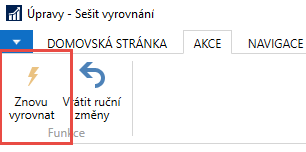 Úpravy - Sešit vyrovnání
DOMOVSKÁ STRÁNKA AKCE NAVIGACE
Znovu vyrovnat
Vrátit ruční změny
Funkce